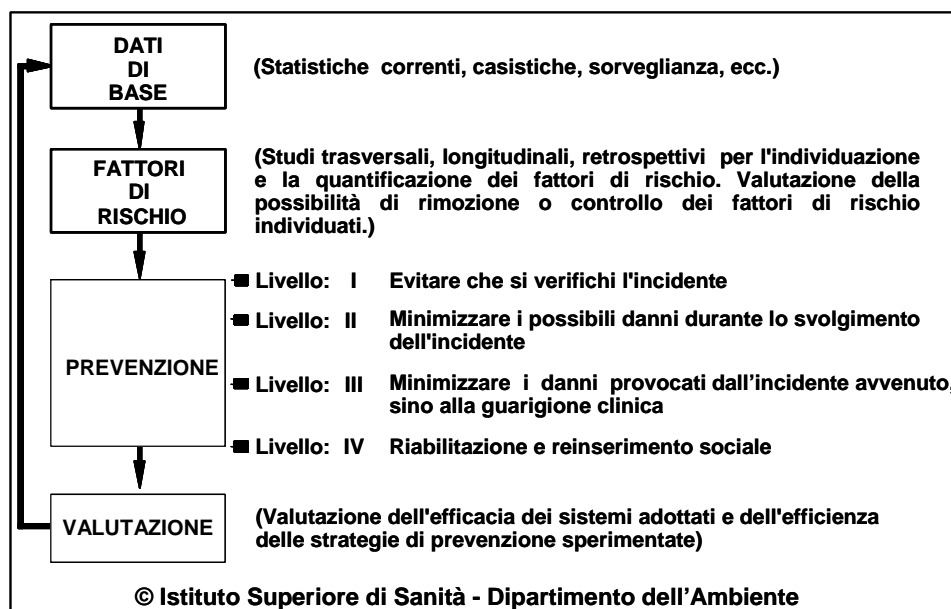 DATI
DI
BASE
(Statistiche correnti, casistiche, sorveglianza, ecc.)
FATTORI
DI
RISCHIO
(Studi trasversali, longitudinali, retrospettivi per l'individuazione
e la quantificazione dei fattori di rischio. Valutazione della
possibilità di rimozione o controllo dei fattori di rischio
individuati.)
PREVENZIONE
Livello: I Evitare che si verifichi l'incidente
Livello: II Minimizzare i possibili danni durante lo svolgimento
dell'incidente
Livello: III Minimizzare i danni provocati dall’incidente avvenuto,
sino alla guarigione clinica
Livello: IV Riabilitazione e reinserimento sociale
VALUTAZIONE
(Valutazione dell'efficacia dei sistemi adottati e dell'efficienza
delle strategie di prevenzione sperimentate)
© Istituto Superiore di Sanità - Dipartimento dell’Ambiente